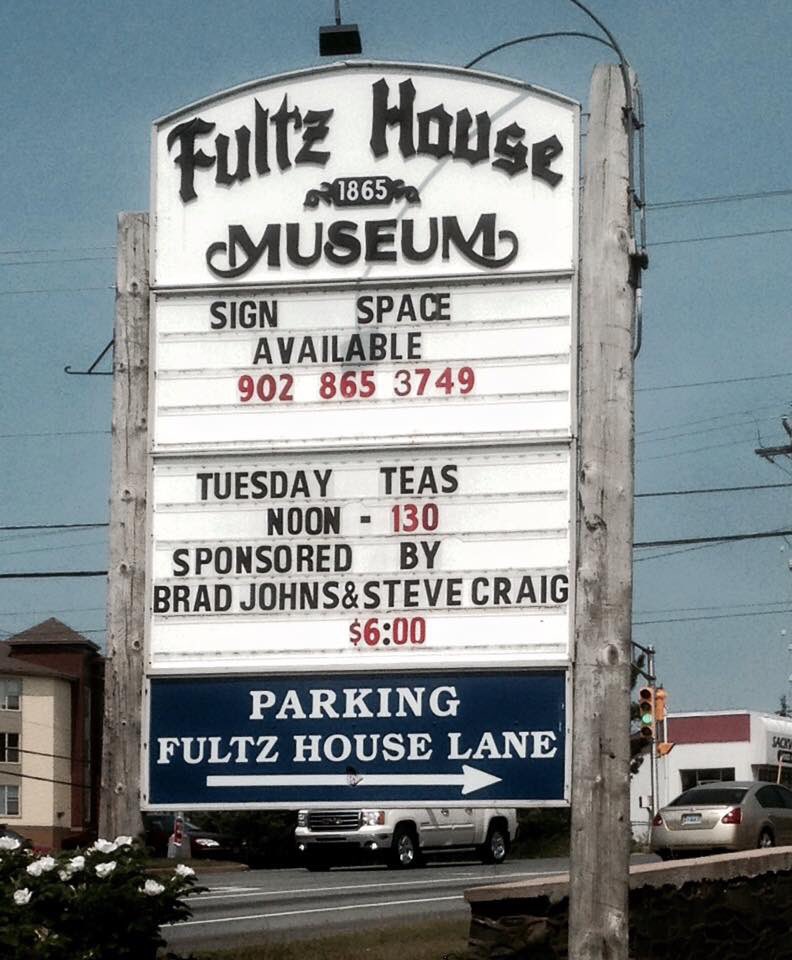 Fultz House
1865
MUSEUM
SIGN SPACE
AVAILABLE
902 865 3749
TUESDAY TEAS
NOON - 130
SPONSORED BY
BRAD JOHNS&STEVE CRAIG
$6:00
PARKING
FULTZ HOUSE LANE